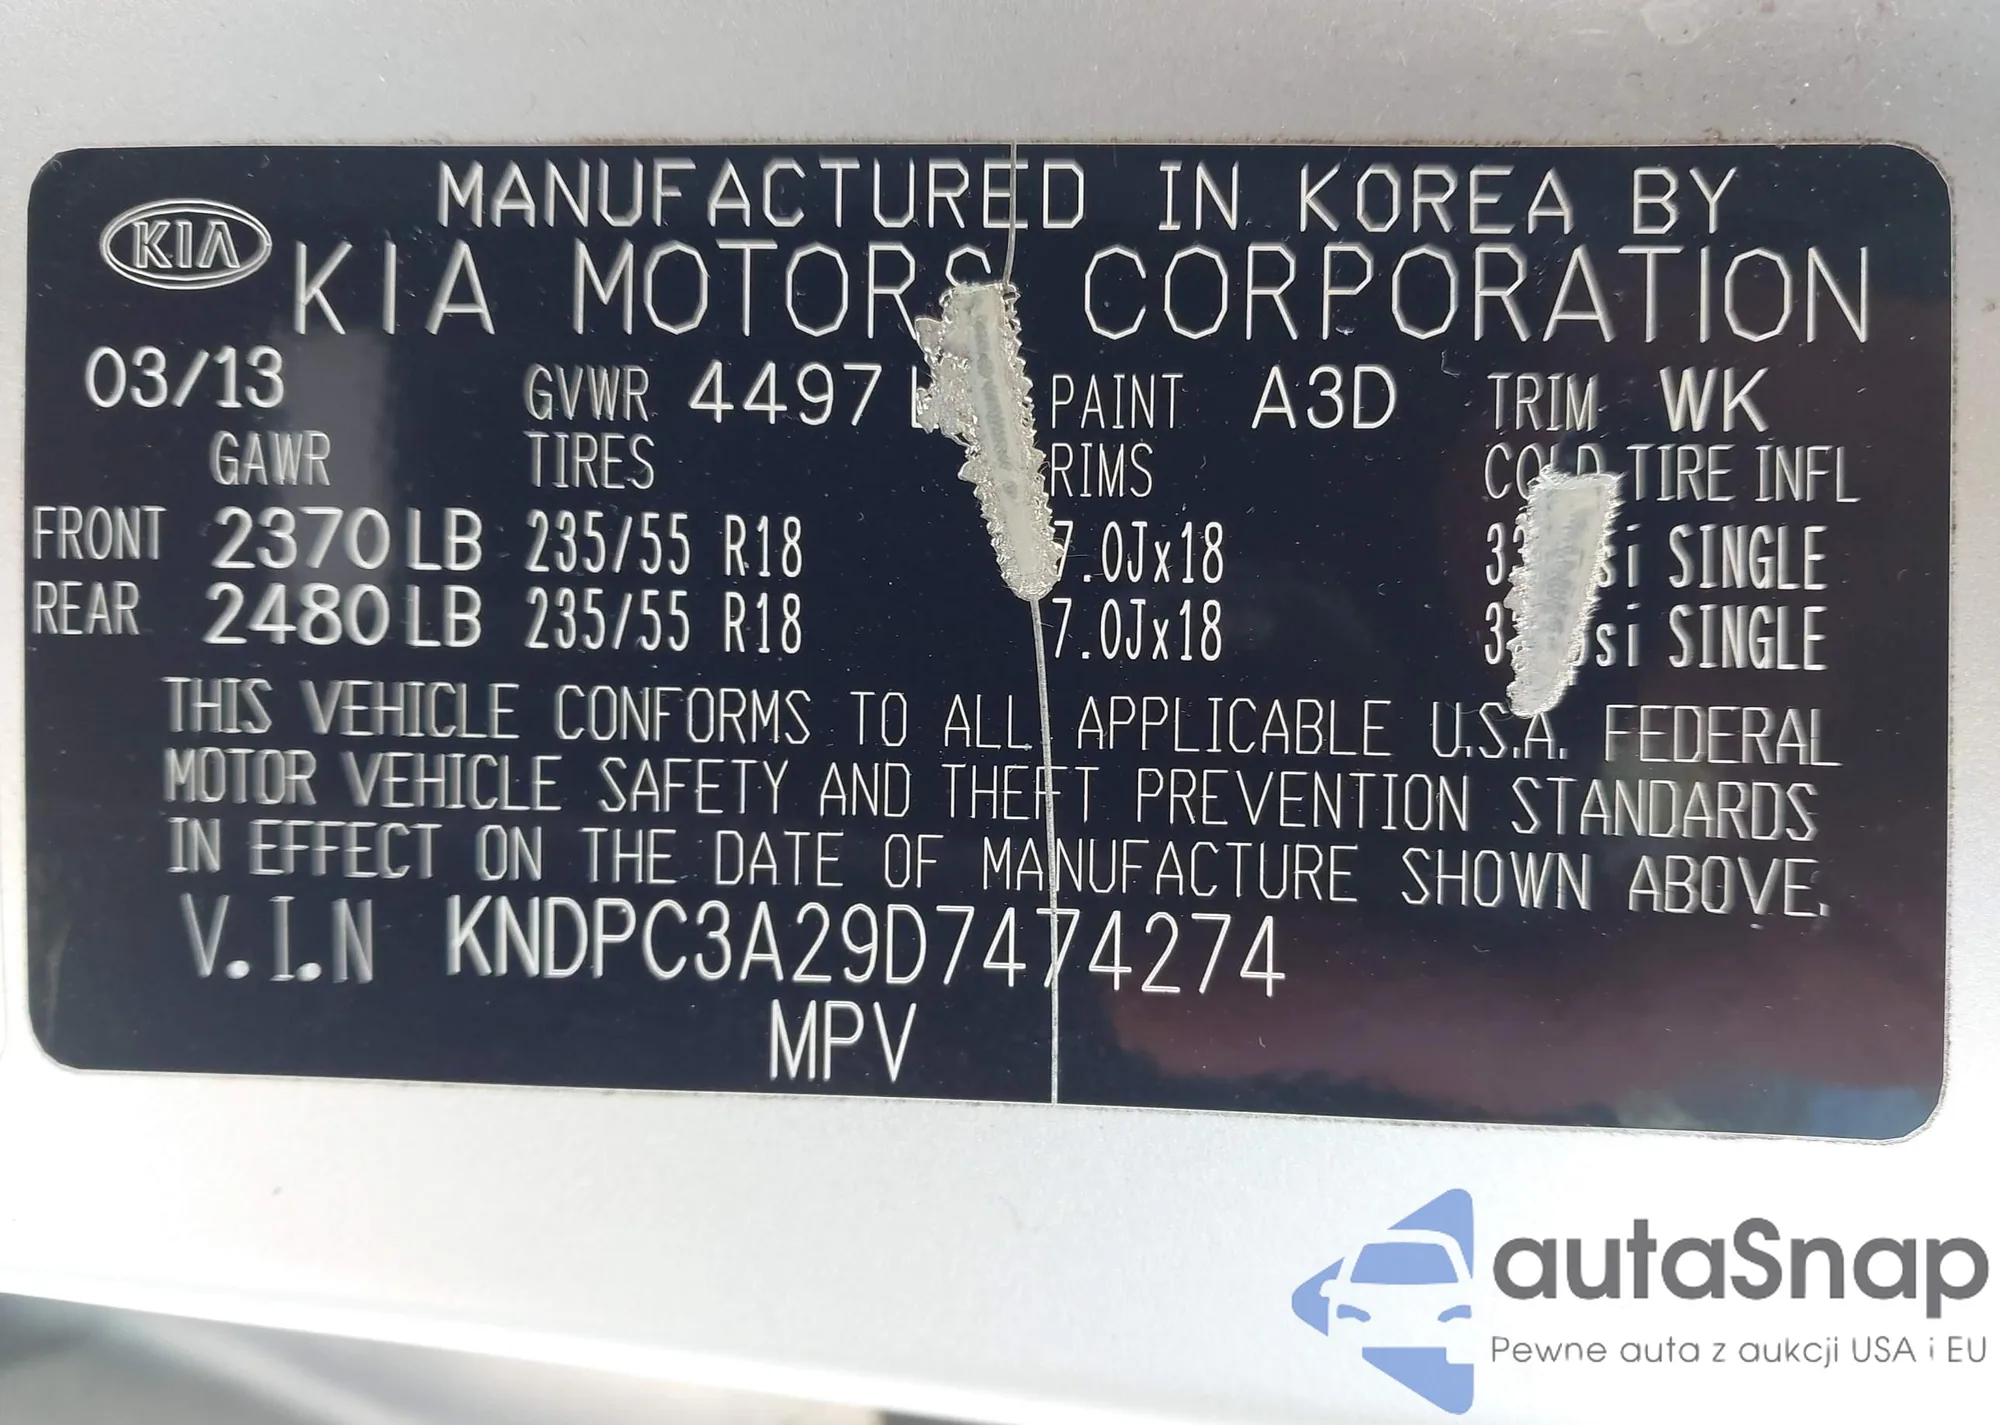 MANUFACTURED IN KOREA BY
KIA
KIA MOTORS CORPORATION
03/13 GVWR 4497 PAINT A3D TRIM WK
GAWR TIRES RIMS COLD TIRE INFL
FRONT 2370 LB 235/55 R18 7.0Jx18 SINGLE
REAR 2480 LB 235/55 R18 7.0Jx18 SINGLE
THIS VEHICLE CONFORMS TO ALL APPLICABLE U.S.A. FEDERAL
MOTOR VEHICLE SAFETY AND THEFT PREVENTION STANDARDS
IN EFFECT ON THE DATE OF MANUFACTURE SHOWN ABOVE.
V.I.N KNDPC3A29D7474274
MPV
autaSnap
Pewne auta z aukcji USA i EU